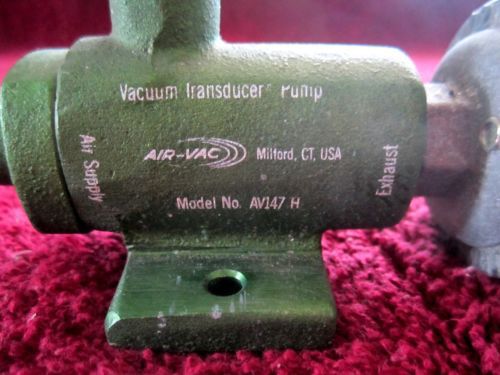 Vacuum Transducer® Pump
Air Supply
AIR-VAC
Milford, CT, USA
Exhaust
Model No. AV147 H